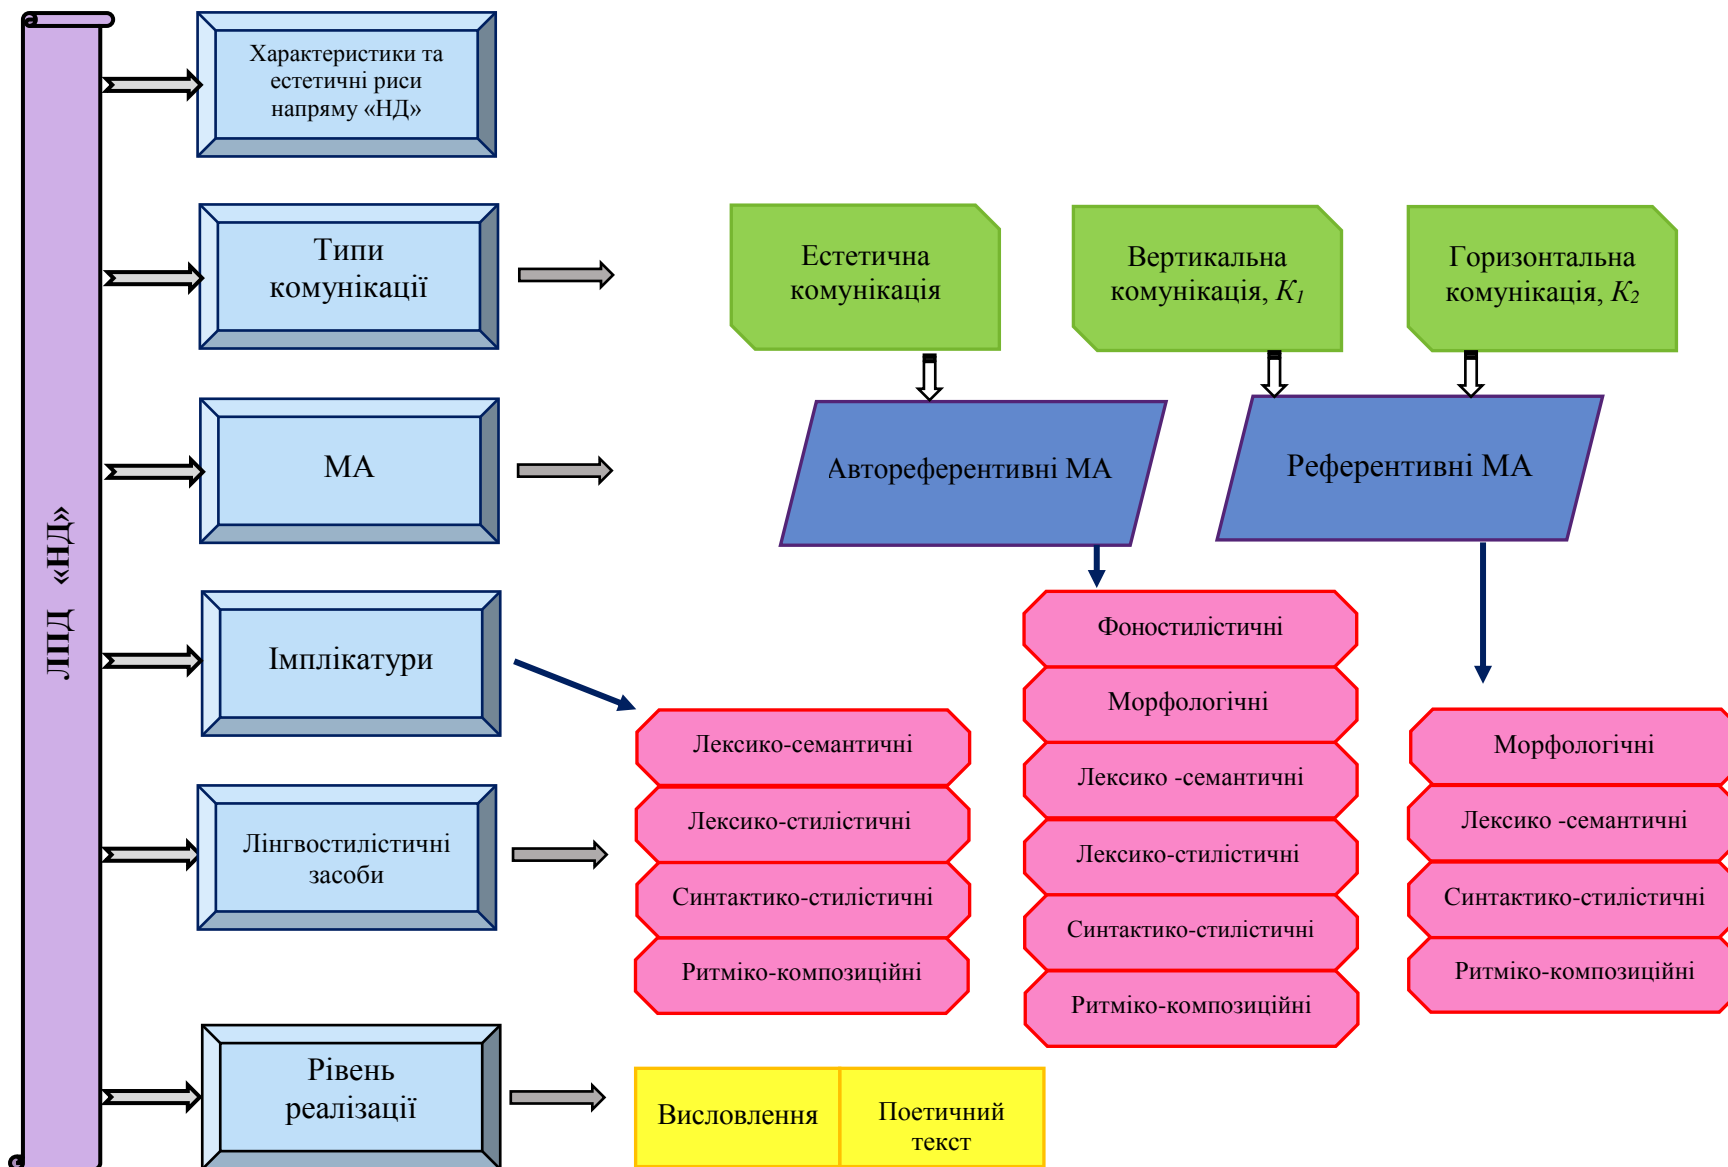 ЛПД «НД»
Характеристики та
естетичні риси
напряму «НД»
Типи
комунікації
Естетична
комунікація
Вертикальна
комунікація, К1
Горизонтальна
комунікація, К2
МА
Автореферентивні МА
Референтивні МА
Імплікатури
Лексико-семантичні
Лексико-стилістичні
Синтактико-стилістичні
Ритміко-композиційні
Фоностилістичні
Морфологічні
Лексико -семантичні
Лексико-стилістичні
Синтактико-стилістичні
Ритміко-композиційні
Морфологічні
Лексико -семантичні
Синтактико-стилістичні
Ритміко-композиційні
Лінгвостилістичні
засоби
Рівень
реалізації
Висловлення
Поетичний
текст